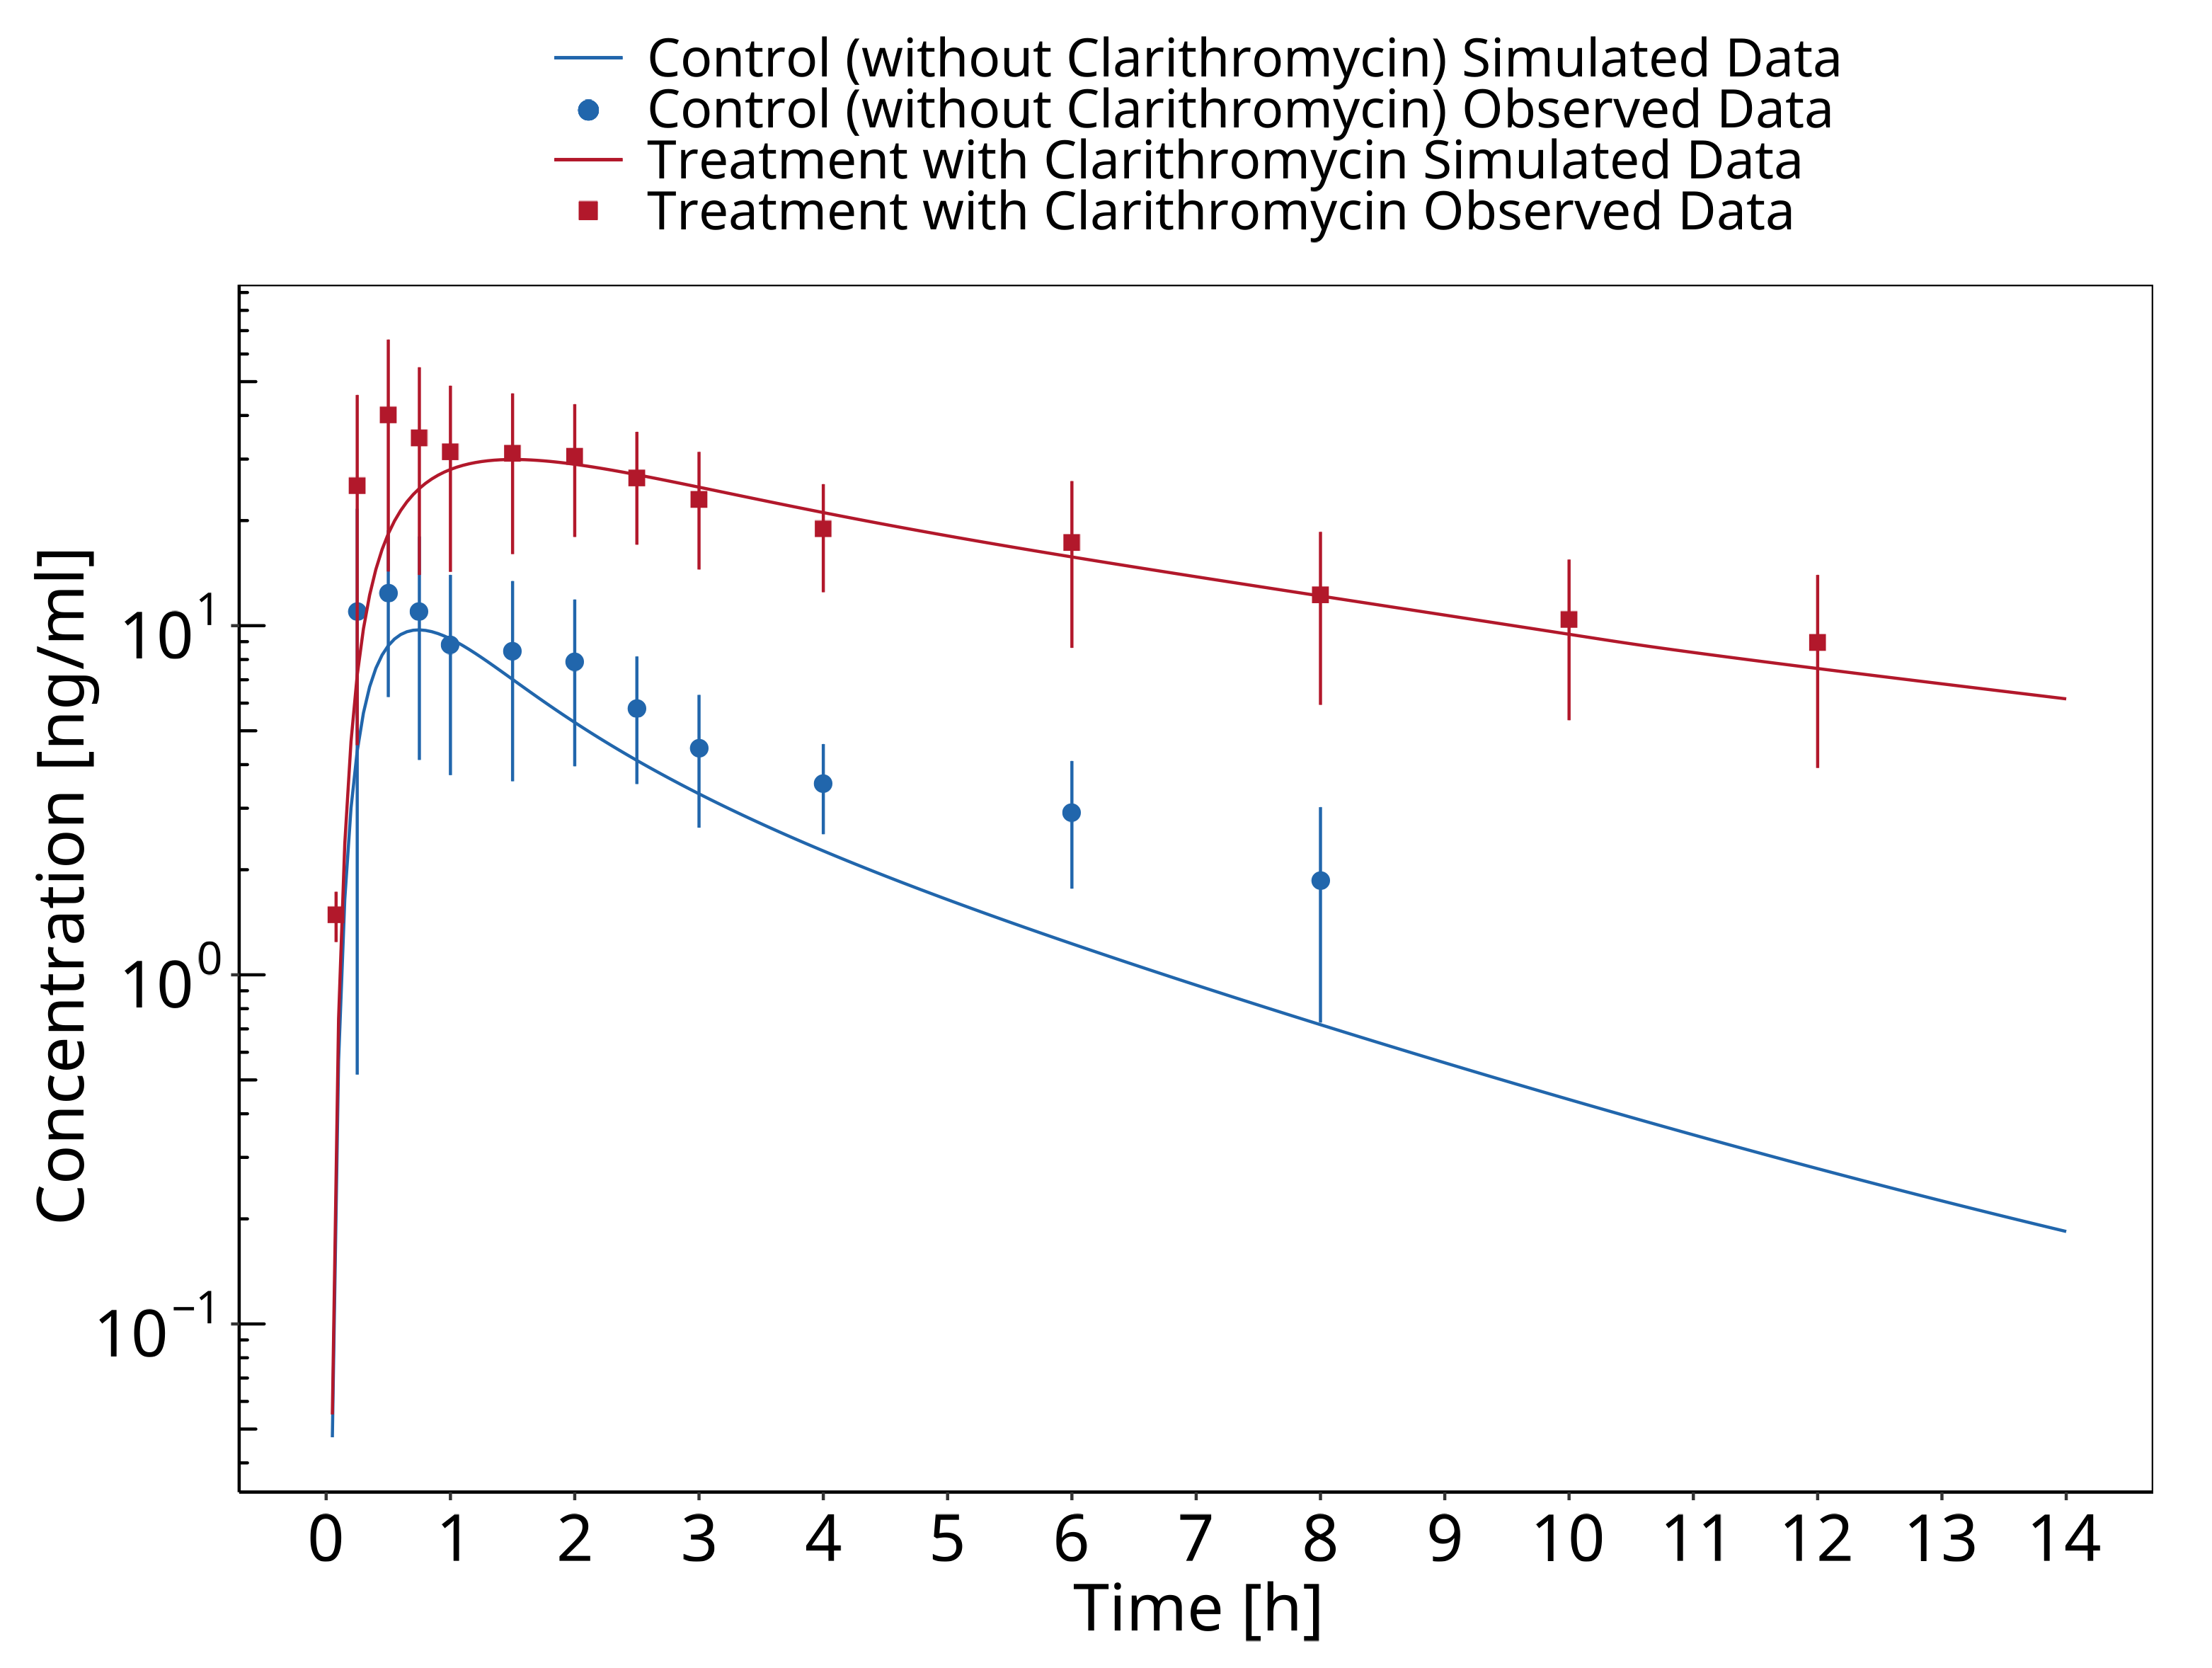 Control (without Clarithromycin) Simulated Data
Control (without Clarithromycin) Observed Data
Treatment with Clarithromycin Simulated Data
Treatment with Clarithromycin Observed Data
Concentration [ng/ml]
10^1
10^0
10^−1
0 1 2 3 4 5 6 7 8 9 10 11 12 13 14
Time [h]